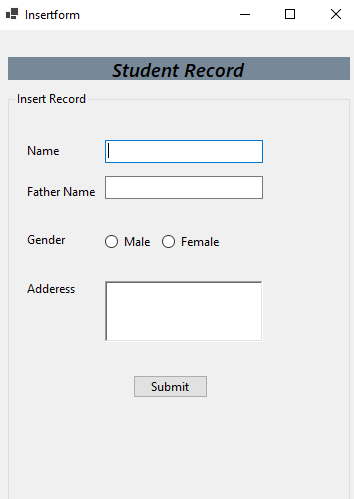 Insertform
Student Record
Insert Record
Name
Father Name
Gender Male Female
Adderess
Submit